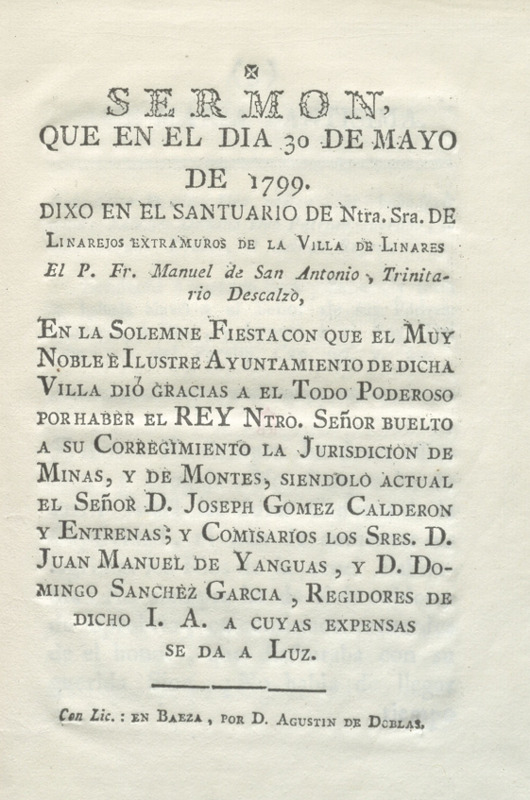 SERMON,
QUE EN EL DIA 30 DE MAYO
DE 1799.
DIXO EN EL SANTUARIO DE Ntra. Sra. DE
LINAREJOS EXTRAMUROS DE LA VILLA DE LINARES
El P. Fr. Manuel de San Antonio, Trinita-
rio Descalzo,
EN LA SOLEMNE FIESTA CON QUE EL MUY
NOBLE È ILUSTRE AYUNTAMIENTO DE DICHA
VILLA DIÓ GRACIAS A EL TODO PODEROSO
POR HABER EL REY NTRO. SEÑOR BUELTO
A SU CORREGIMIENTO LA JURISDICION DE
MINAS, Y DE MONTES, SIENDOLO ACTUAL
EL SEÑOR D. JOSEPH GOMEZ CALDERON
Y ENTRENAS; Y COMISARIOS LOS SRES. D.
JUAN MANUEL DE YANGUAS, Y D. DO-
MINGO SANCHEZ GARCIA, REGIDORES DE
DICHO I. A. A CUYAS EXPENSAS
SE DA A LUZ.
Con Lic.: EN BAEZA, POR D. AGUSTIN DE DOBLAS.